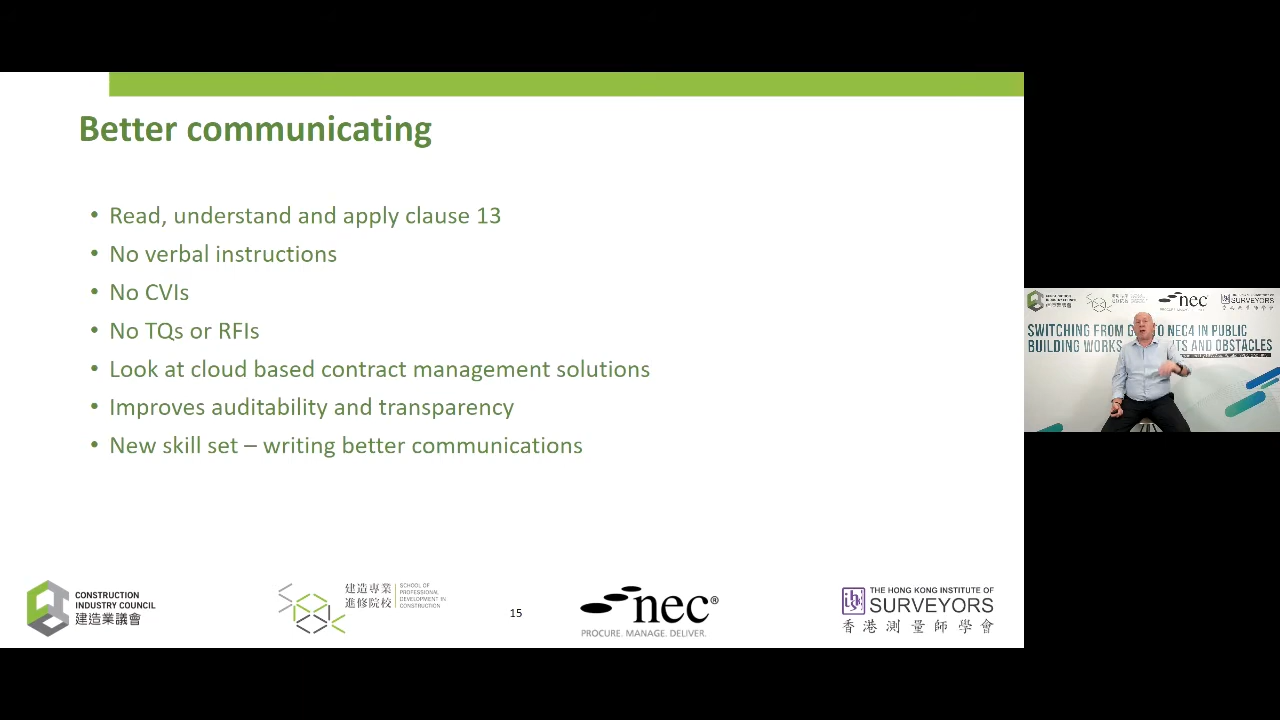 Better communicating
• Read, understand and apply clause 13
• No verbal instructions
• No CVIs
• No TQs or RFIs
• Look at cloud based contract management solutions
• Improves auditability and transparency
• New skill set – writing better communications
CONSTRUCTION
INDUSTRY COUNCIL
建造業議會
建造專業
進修院校
SCHOOL OF
PROFESSIONAL
DEVELOPMENT IN
CONSTRUCTION
15
nec®
PROCURE. MANAGE. DELIVER.
THE HONG KONG INSTITUTE OF
SURVEYORS
香港測量師學會
nec
SURVEYORS
SWITCHING FROM TO NEC4 IN PUBLIC
BUILDING WORKS AND OBSTACLES